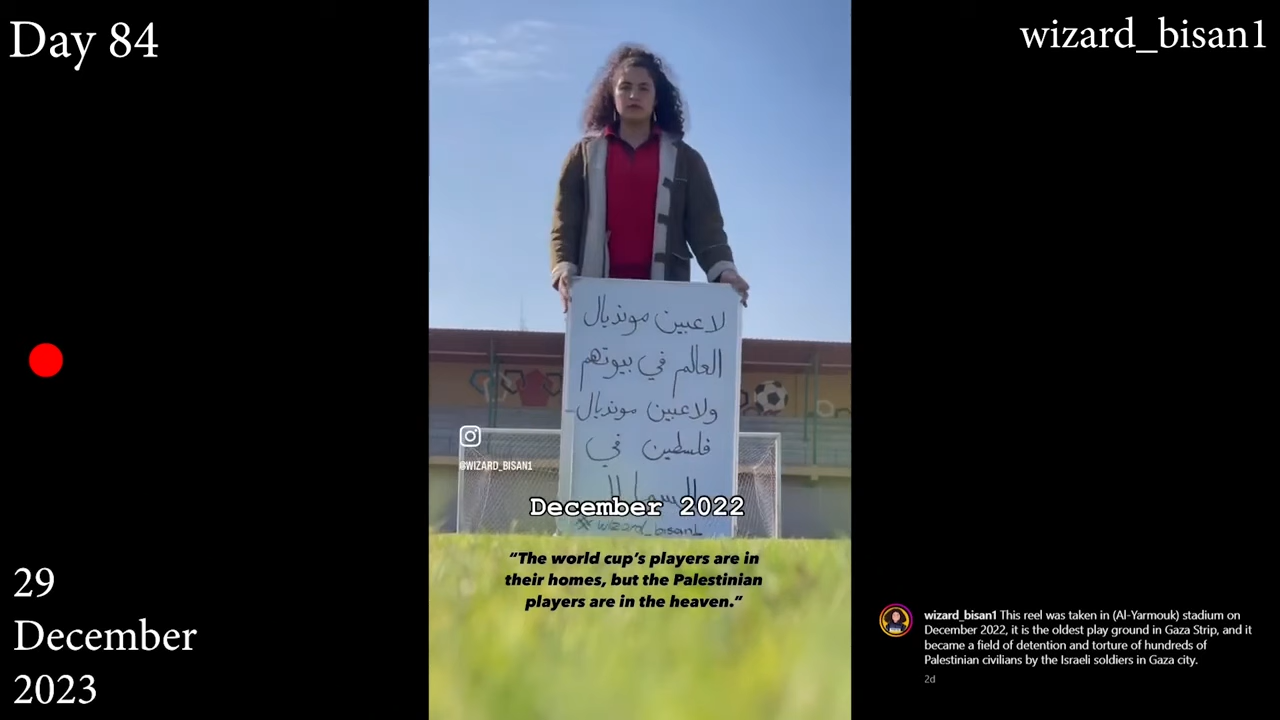 Day 84
wizard_bisan1
لاعبين مونديال
العالم في بيوتهم
ولاعبين مونديال
فلسطين في
@WIZARD_BISAN1
December 2022
wizard_bisan1
“The world cup’s players are in
their homes, but the Palestinian
players are in the heaven.”
29
December
2023
wizard_bisan1 This reel was taken in (Al-Yarmouk) stadium on
December 2022, it is the oldest play ground in Gaza Strip, and it
became a field of detention and torture of hundreds of
Palestinian civilians by the Israeli soldiers in Gaza city.
2d